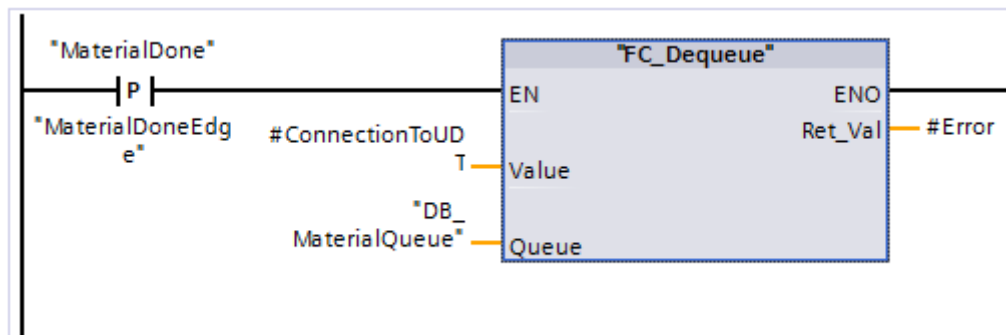 "MaterialDone"
P
"MaterialDoneEdg
e"
"FC_Dequeue"
EN
ENO
#ConnectionToUD
T
Value
Ret_Val
#Error
"DB_
MaterialQueue"
Queue